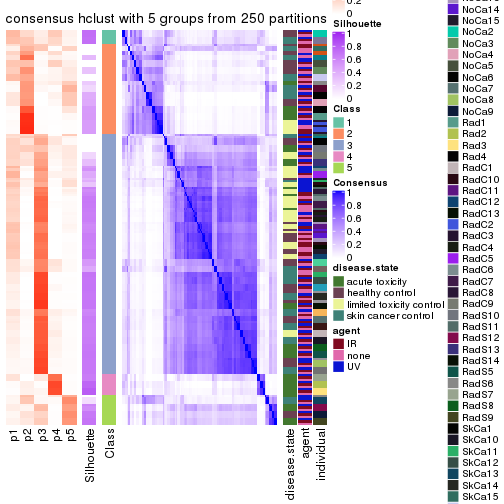 consensus hclust with 5 groups from 250 partitions
p1
p2
p3
p4
p5
Silhouette
Class
disease.state
agent
individual
0.2
0
Silhouette
1
0.8
0.6
0.4
0.2
0
Class
1
2
3
4
5
Consensus
1
0.8
0.6
0.4
0.2
0
disease.state
acute toxicity
healthy control
limited toxicity control
skin cancer control
agent
IR
none
UV
NoCa14
NoCa15
NoCa2
NoCa3
NoCa5
NoCa6
NoCa7
NoCa8
NoCa9
Rad1
Rad2
Rad3
Rad4
RadC1
RadC10
RadC11
RadC12
RadC13
RadC2
RadC3
RadC4
RadC5
RadC6
RadC7
RadC8
RadC9
RadS10
RadS11
RadS12
RadS13
RadS14
RadS5
RadS6
RadS7
RadS8
RadS9
SkCa1
SkCa10
SkCa11
SkCa12
SkCa13
SkCa14
SkCa15